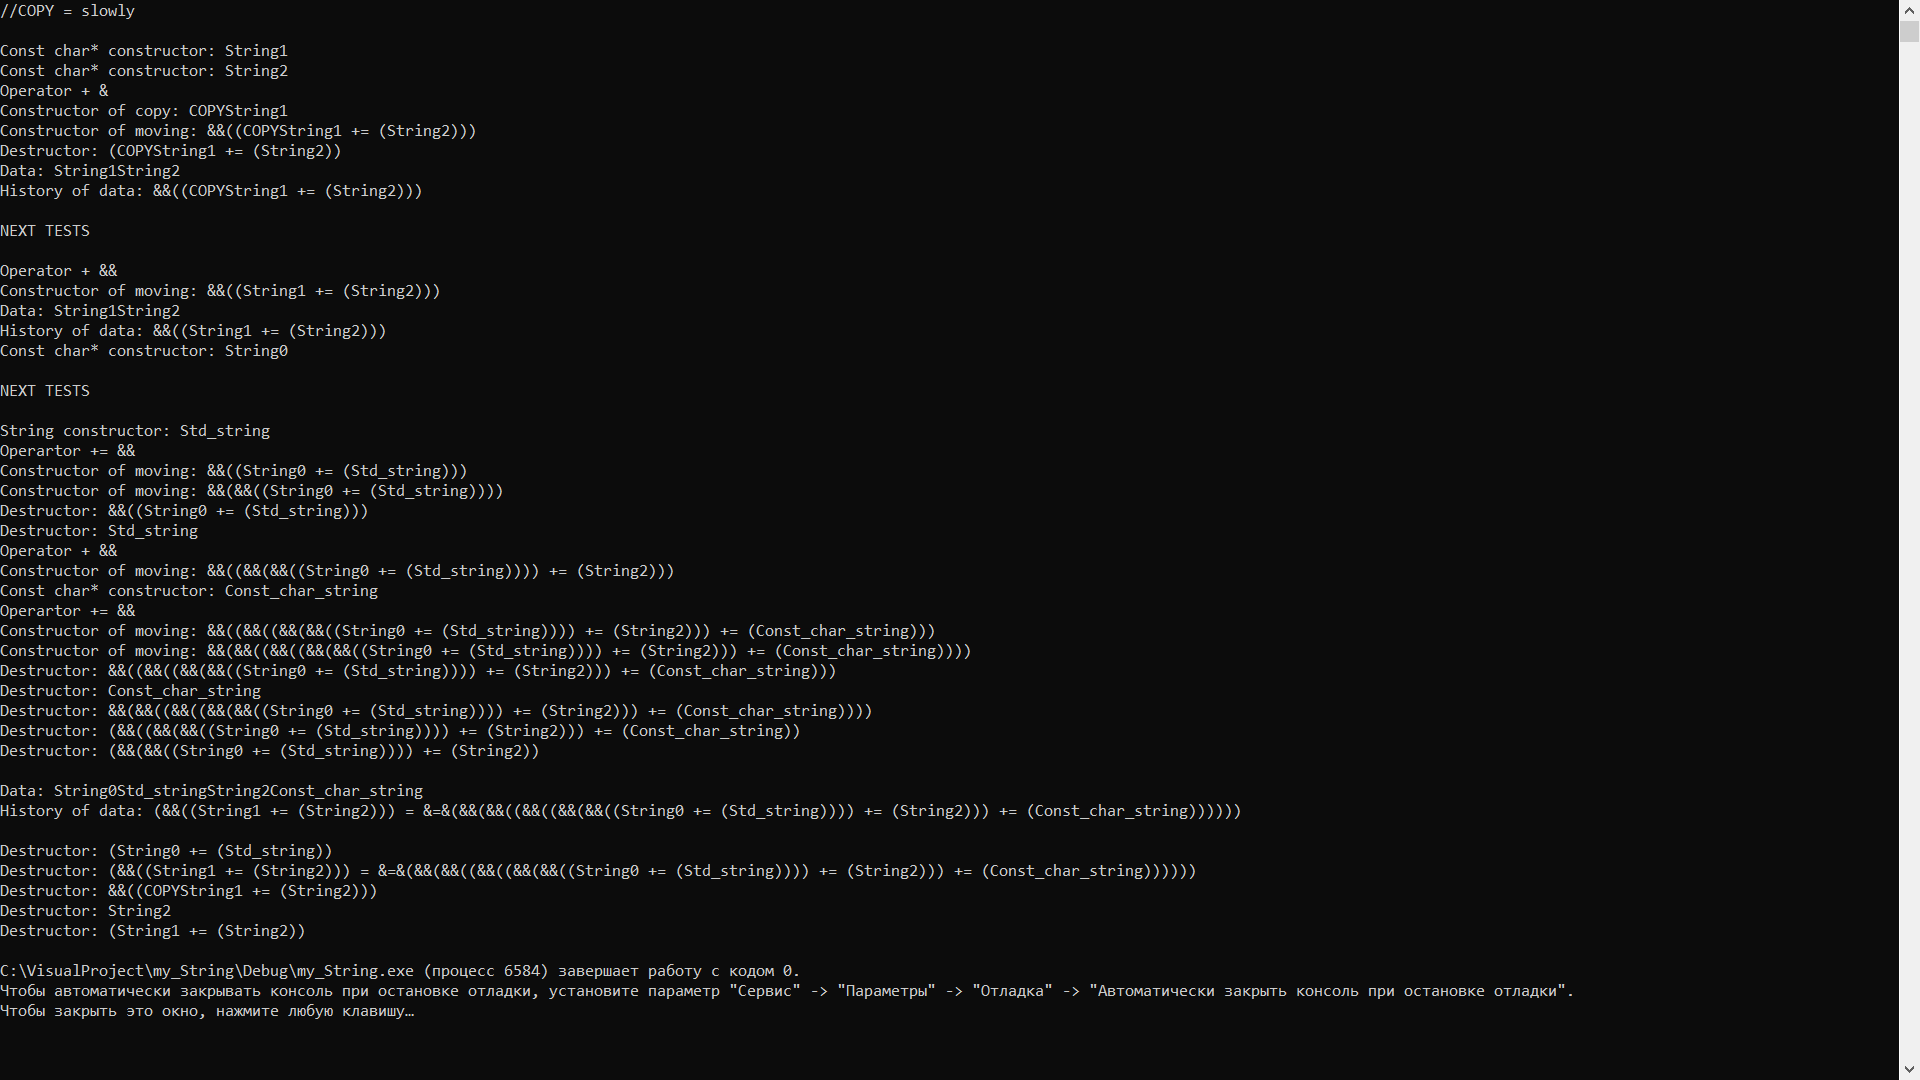 //COPY = slowly
Const char* constructor: String1
Const char* constructor: String2
Operator + &
Constructor of copy: COPYString1
Constructor of moving: &&((COPYString1 += (String2)))
Destructor: (COPYString1 += (String2))
Data: String1String2
History of data: &&((COPYString1 += (String2)))
NEXT TESTS
Operator + &&
Constructor of moving: &&((String1 += (String2)))
Data: String1String2
History of data: &&((String1 += (String2)))
Const char* constructor: String0
NEXT TESTS
String constructor: Std_string
Operartor += &&
Constructor of moving: &&((String0 += (Std_string)))
Constructor of moving: &&(&&((String0 += (Std_string))))
Destructor: &&((String0 += (Std_string)))
Destructor: Std_string
Operator + &&
Constructor of moving: &&((&&(&&((String0 += (Std_string)))) += (String2)))
Const char* constructor: Const_char_string
Operartor += &&
Constructor of moving: &&((&&((&&(&&((String0 += (Std_string)))) += (String2))) += (Const_char_string)))
Constructor of moving: &&(&&((&&((&&(&&((String0 += (Std_string)))) += (String2))) += (Const_char_string))))
Destructor: &&((&&((&&(&&((String0 += (Std_string)))) += (String2))) += (Const_char_string)))
Destructor: Const_char_string
Destructor: &&(&&((&&((&&(&&((String0 += (Std_string)))) += (String2))) += (Const_char_string))))
Destructor: (&&((&&(&&((String0 += (Std_string)))) += (String2))) += (Const_char_string))
Destructor: (&&(&&((String0 += (Std_string)))) += (String2))
Data: String0Std_stringString2Const_char_string
History of data: (&&((String1 += (String2))) = &=&(&&(&&((&&((&&(&&((String0 += (Std_string)))) += (String2))) += (Const_char_string))))))
Destructor: (String0 += (Std_string))
Destructor: (&&((String1 += (String2))) = &=&(&&(&&((&&((&&(&&((String0 += (Std_string)))) += (String2))) += (Const_char_string))))))
Destructor: &&((COPYString1 += (String2)))
Destructor: String2
Destructor: (String1 += (String2))
C:\VisualProject\my_String\Debug\my_String.exe (процесс 6584) завершает работу с кодом 0.
Чтобы автоматически закрывать консоль при остановке отладки, установите параметр "Сервис" -> "Параметры" -> "Отладка" -> "Автоматически закрыть консоль при остановке отладки".
Чтобы закрыть это окно, нажмите любую клавишу…